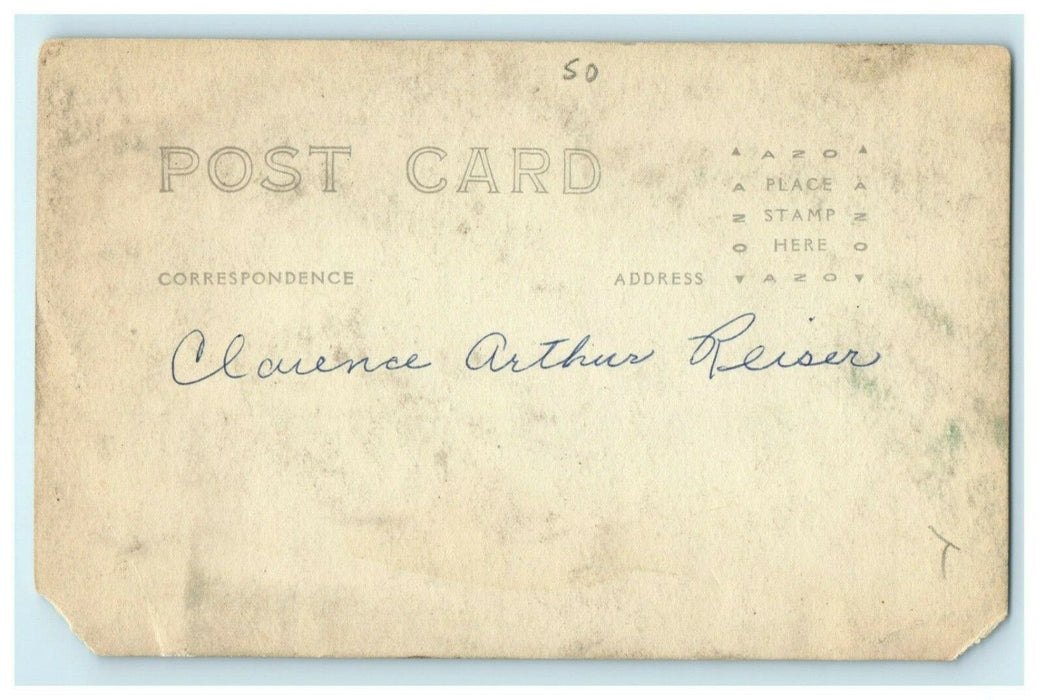 50
POST CARD
▲ AZO ▲
A PLACE A
N STAMP N
O HERE O
CORRESPONDENCE
ADDRESS
▼ AZO ▼
Clarence Arthur Reiser